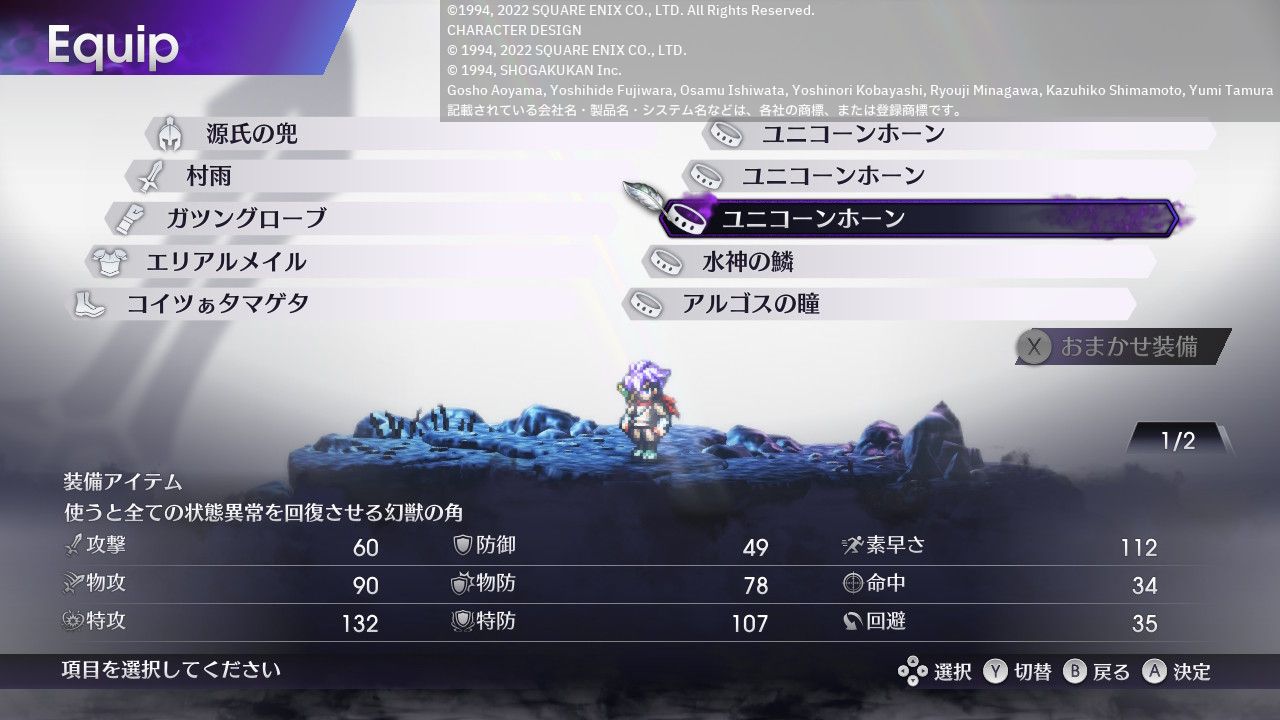 Equip
©1994, 2022 SQUARE ENIX CO., LTD. All Rights Reserved.
CHARACTER DESIGN
© 1994, 2022 SQUARE ENIX CO., LTD.
© 1994, SHOGAKUKAN Inc.
Gosho Aoyama, Yoshihide Fujiwara, Osamu Ishiwata, Yoshinori Kobayashi, Ryouji Minagawa, Kazuhiko Shimamoto, Yumi Tamura
記載されている会社名・製品名・システム名などは、各社の商標、または登録商標です。
源氏の兜
村雨
ガツングローブ
エリアルメイル
コイツぁタマゲタ
ユニコーンホーン
ユニコーンホーン
ユニコーンホーン
水神の鱗
アルゴスの瞳
X おまかせ装備
1/2
装備アイテム
使うと全ての状態異常を回復させる幻獣の角
攻撃 60 防御 49 素早さ 112
物攻 90 物防 78 命中 34
特攻 132 特防 107 回避 35
項目を選択してください
選択 Y 切替 B 戻る A 決定